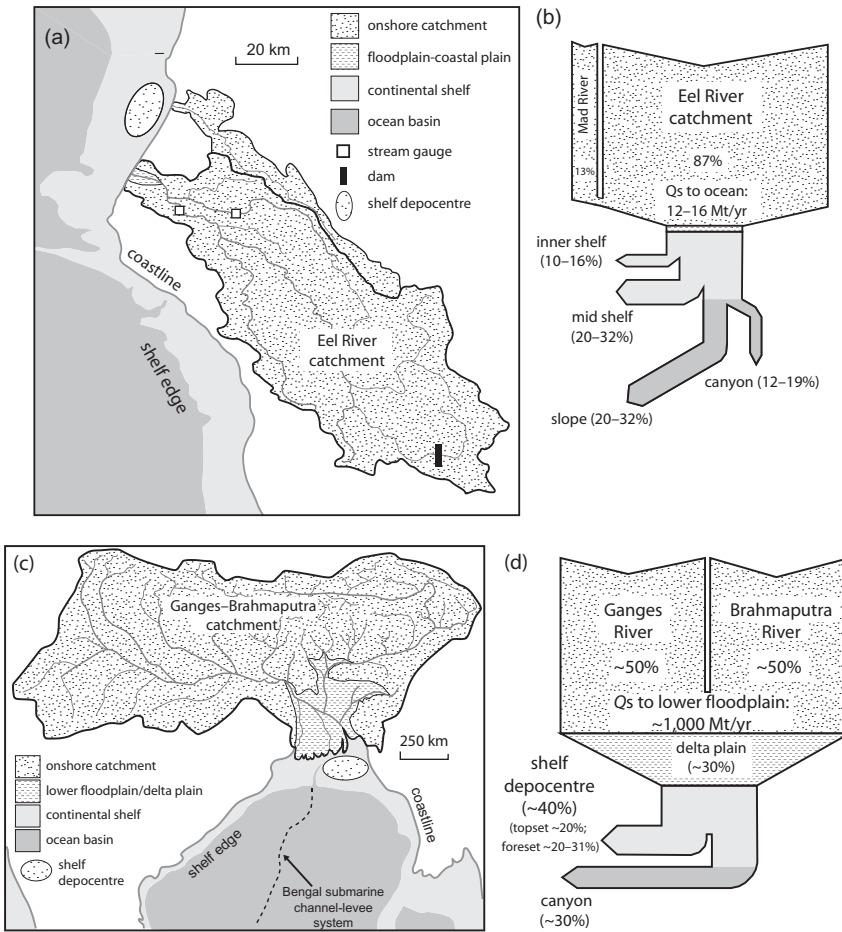 (a)
20 km
onshore catchment
floodplain-coastal plain
continental shelf
ocean basin
stream gauge
dam
shelf depocentre
coastline
shelf edge
Eel River
catchment
(b)
Mad River
13%
Eel River
catchment
87%
Qs to ocean:
12–16 Mt/yr
inner shelf
(10–16%)
mid shelf
(20–32%)
canyon (12–19%)
slope (20–32%)
(c)
Ganges–Brahmaputra
catchment
250 km
onshore catchment
lower floodplain/delta plain
continental shelf
ocean basin
shelf
depocentre
shelf edge
coastline
Bengal submarine
channel-levee
system
(d)
Ganges
River
~50%
Brahmaputra
River
~50%
Qs to lower floodplain:
~1,000 Mt/yr
delta plain
(~30%)
shelf
depocentre
(~40%)
(topset ~20%;
foreset ~20–31%)
canyon
(~30%)